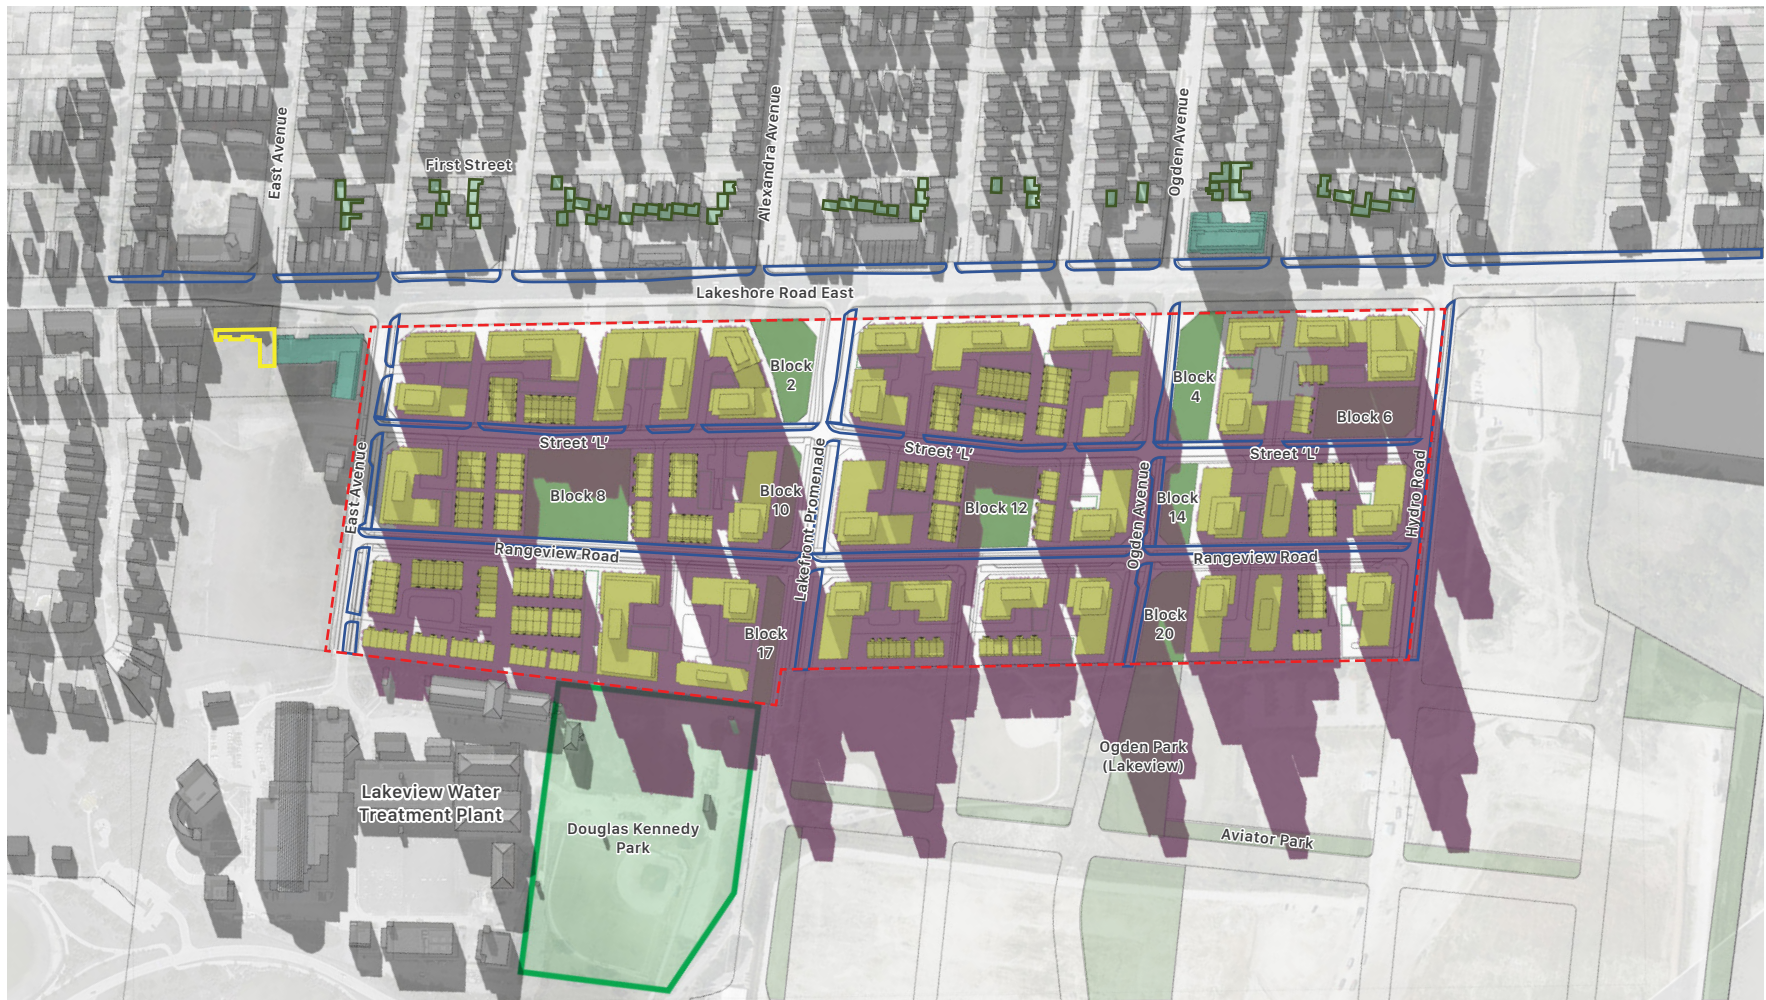 East Avenue
First Street
Alexandra Avenue
Ogden Avenue
Lakeshore Road East
Block
2
Block
4
Block 6
Street ‘L’
Street ‘L’
Street ‘L’
East Avenue
Block 8
Block
10
Lakefront Promenade
Block 12
Ogden Avenue
Block
14
Hydro Road
Rangeview Road
Rangeview Road
Block
17
Block
20
Lakeview Water
Treatment Plant
Douglas Kennedy
Park
Ogden Park
(Lakeview)
Aviator Park